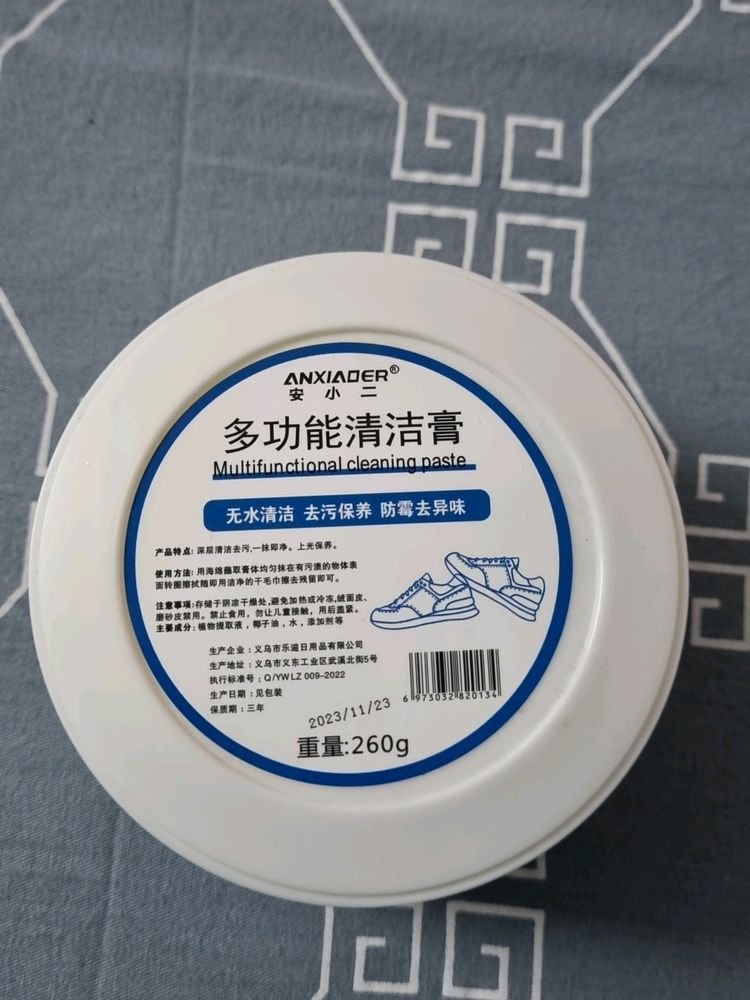 ANXIAOER®
安小二
多功能清洁膏
Multifunctional cleaning paste
无水清洁 去污保养 防霉去异味
产品特点: 深层清洁去污,一抹即净。上光保养。
使用方法: 用海绵蘸取膏体均匀抹在有污渍的物体表
面转圈擦拭随即用洁净的干毛巾擦去残留即可。
注意事项:存储于阴凉干燥处,避免加热或冷冻,绒面皮、
磨砂皮禁用。禁止食用，勿让儿童接触，用后盖紧。
主要成分: 植物提取液，椰子油，水，添加剂等
生产企业：义乌市乐滋日用品有限公司
生产地址：义乌市义东工业区武溪北街5号
执行标准号：Q/YWLZ 009-2022
生产日期：见包装
保质期：三年
6 973032 820134
2023/11/23
重量:260g